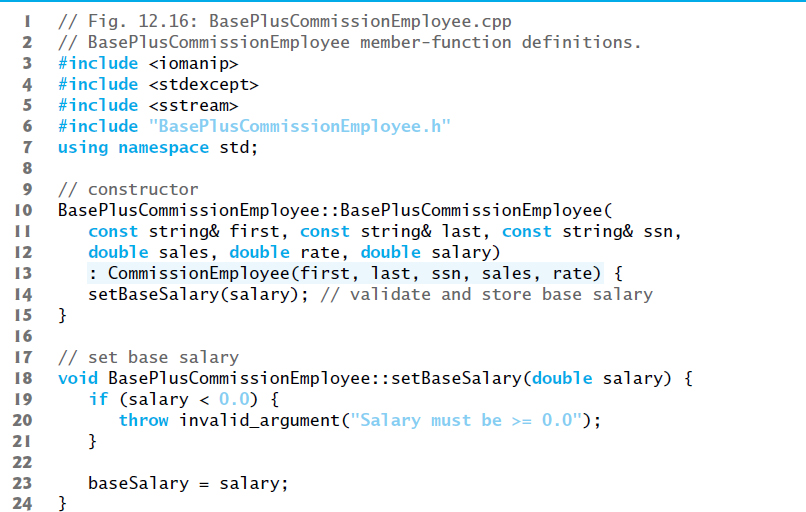 1 // Fig. 12.16: BasePlusCommissionEmployee.cpp
2 // BasePlusCommissionEmployee member-function definitions.
3 #include <iomanip>
4 #include <stdexcept>
5 #include <sstream>
6 #include "BasePlusCommissionEmployee.h"
7 using namespace std;
8
9 // constructor
10 BasePlusCommissionEmployee::BasePlusCommissionEmployee(
11    const string& first, const string& last, const string& ssn,
12    double sales, double rate, double salary)
13    : CommissionEmployee(first, last, ssn, sales, rate) {
14    setBaseSalary(salary); // validate and store base salary
15 }
16
17 // set base salary
18 void BasePlusCommissionEmployee::setBaseSalary(double salary) {
19    if (salary < 0.0) {
20       throw invalid_argument("Salary must be >= 0.0");
21    }
22
23    baseSalary = salary;
24 }